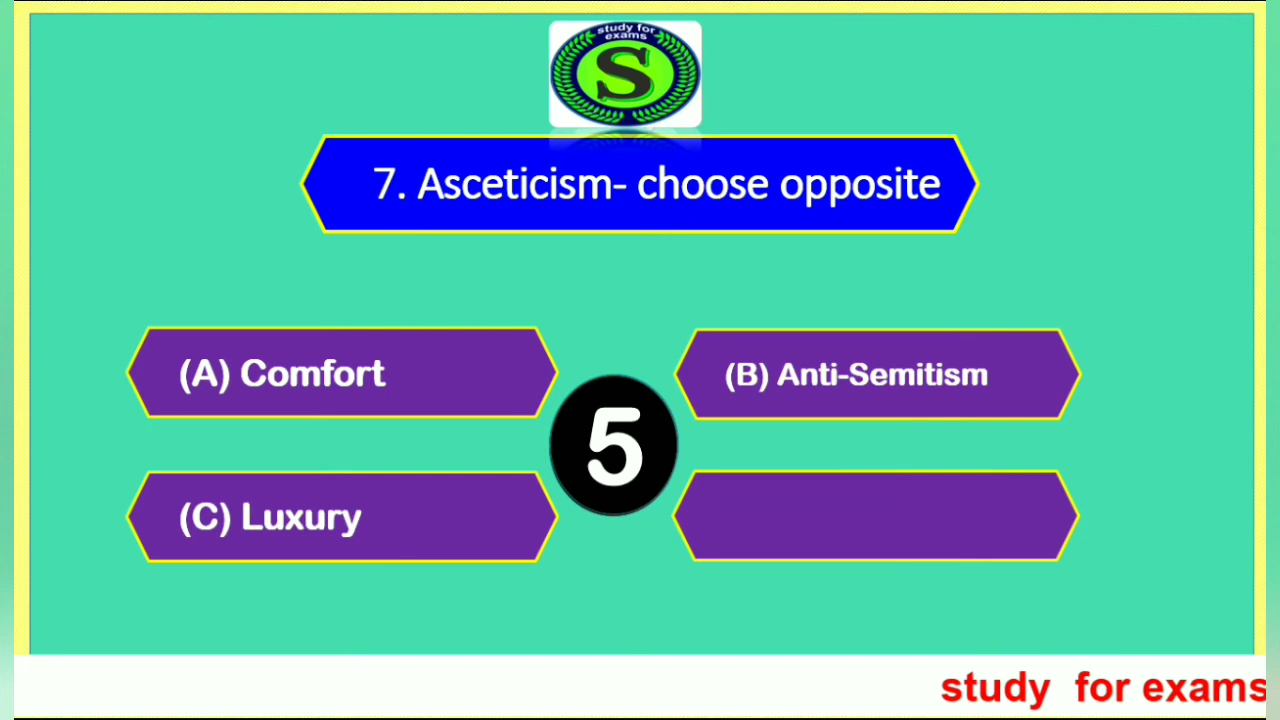 study for
exams
S
7. Asceticism- choose opposite
(A) Comfort
(B) Anti-Semitism
5
(C) Luxury
study for exams